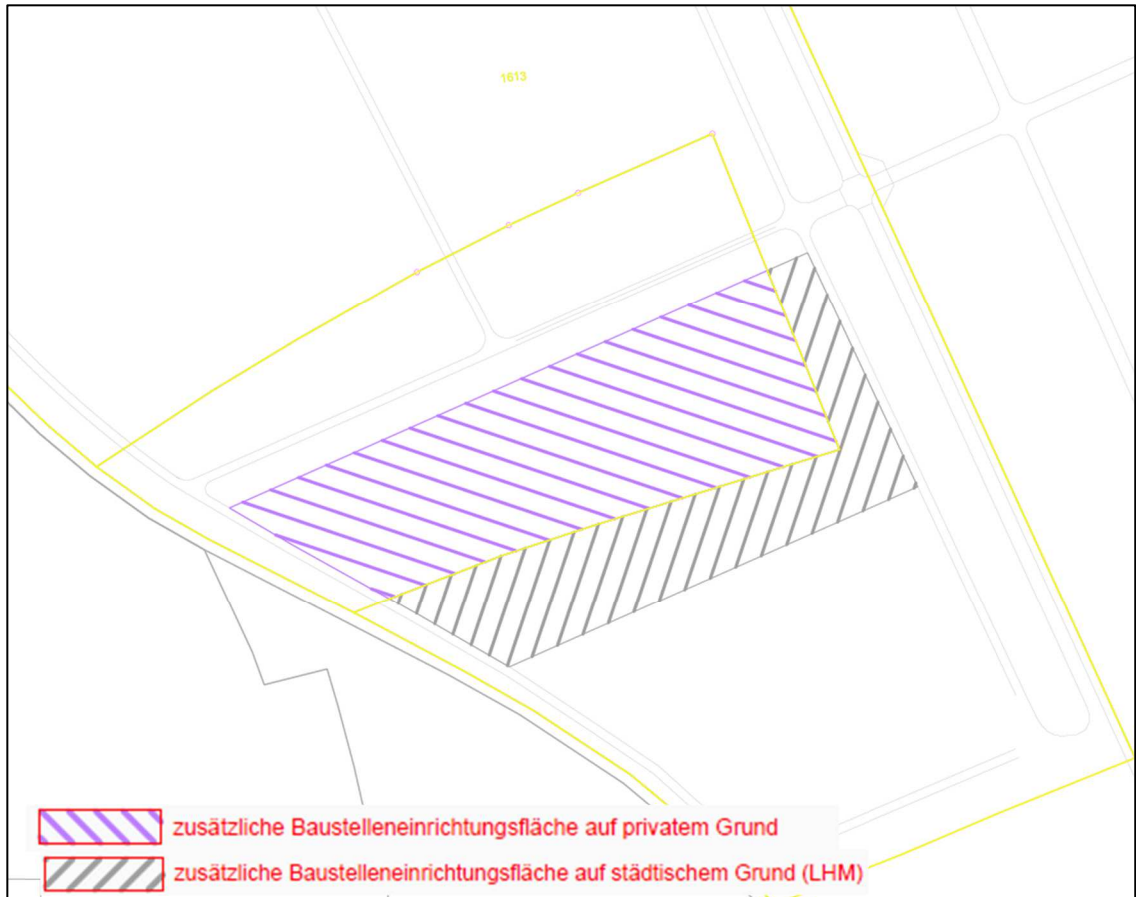 1613
zusätzliche Baustelleneinrichtungsfläche auf privatem Grund
zusätzliche Baustelleneinrichtungsfläche auf städtischem Grund (LHM)